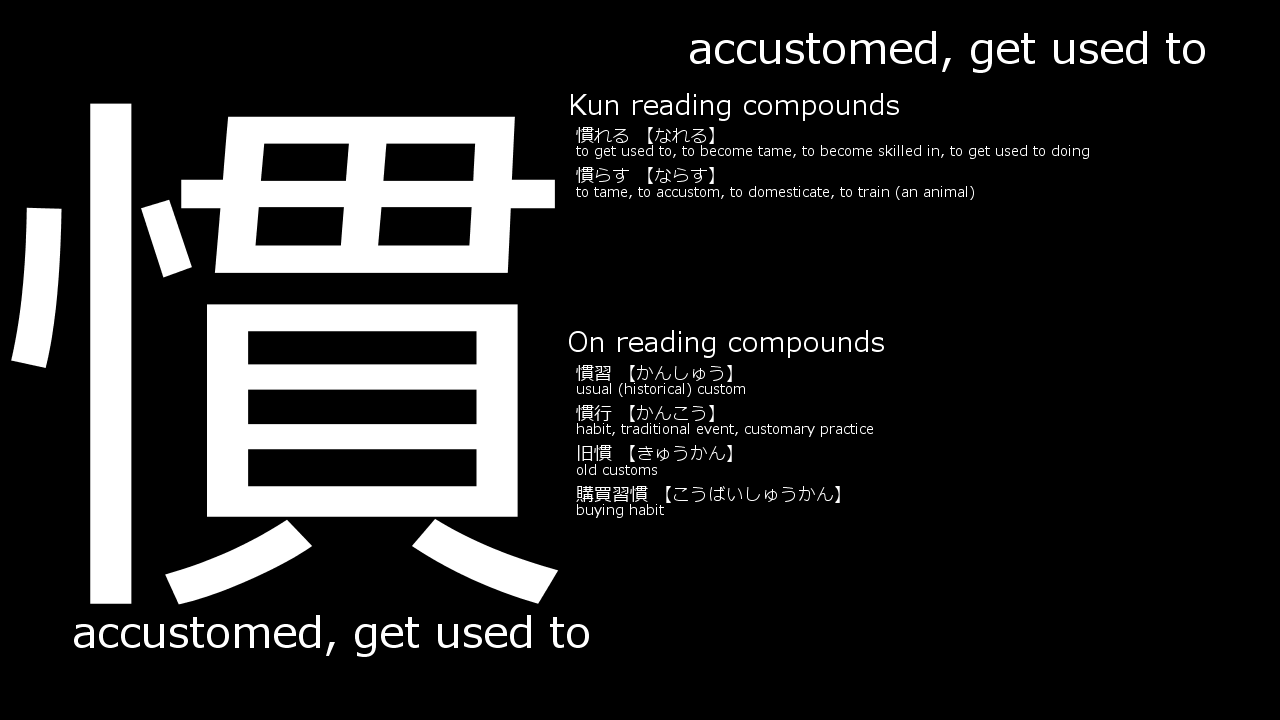 accustomed, get used to
慣
Kun reading compounds
慣れる 【なれる】
to get used to, to become tame, to become skilled in, to get used to doing
慣らす 【ならす】
to tame, to accustom, to domesticate, to train (an animal)
On reading compounds
慣習 【かんしゅう】
usual (historical) custom
慣行 【かんこう】
habit, traditional event, customary practice
旧慣 【きゅうかん】
old customs
購買習慣 【こうばいしゅうかん】
buying habit
accustomed, get used to